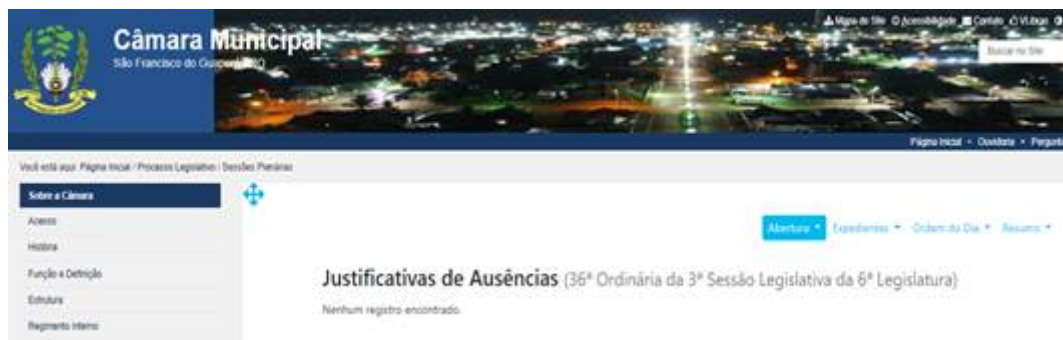 Mapa do Site Acessibilidade Contato VLibras
Câmara Municipal
São Francisco do Guaporé
Buscar no Site
Página Inicial • Ouvidoria •
Você está aqui: Página Inicial / Processo Legislativo / Sessões Plenárias
Sobre a Câmara
Acesso
História
Função e Definição
Estrutura
Regimento Interno
Abertura Expedientes Ordem do Dia Resumo
Justificativas de Ausências (36ª Ordinária da 3ª Sessão Legislativa da 6ª Legislatura)
Nenhum registro encontrado.